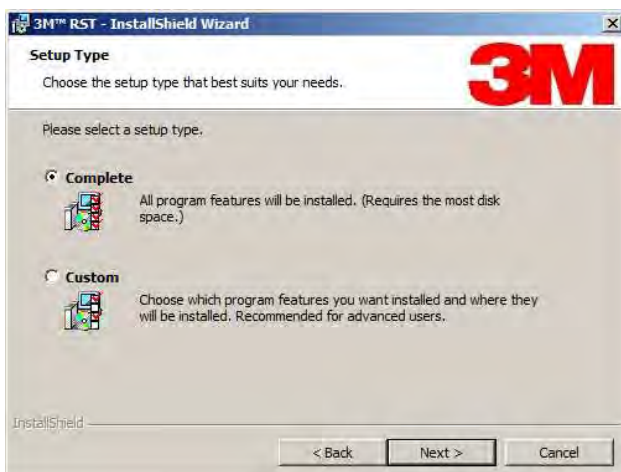 3M™ RST - InstallShield Wizard
Setup Type
Choose the setup type that best suits your needs.
3M
Please select a setup type.
Complete
All program features will be installed. (Requires the most disk
space.)
Custom
Choose which program features you want installed and where they
will be installed. Recommended for advanced users.
InstallShield
< Back Next > Cancel